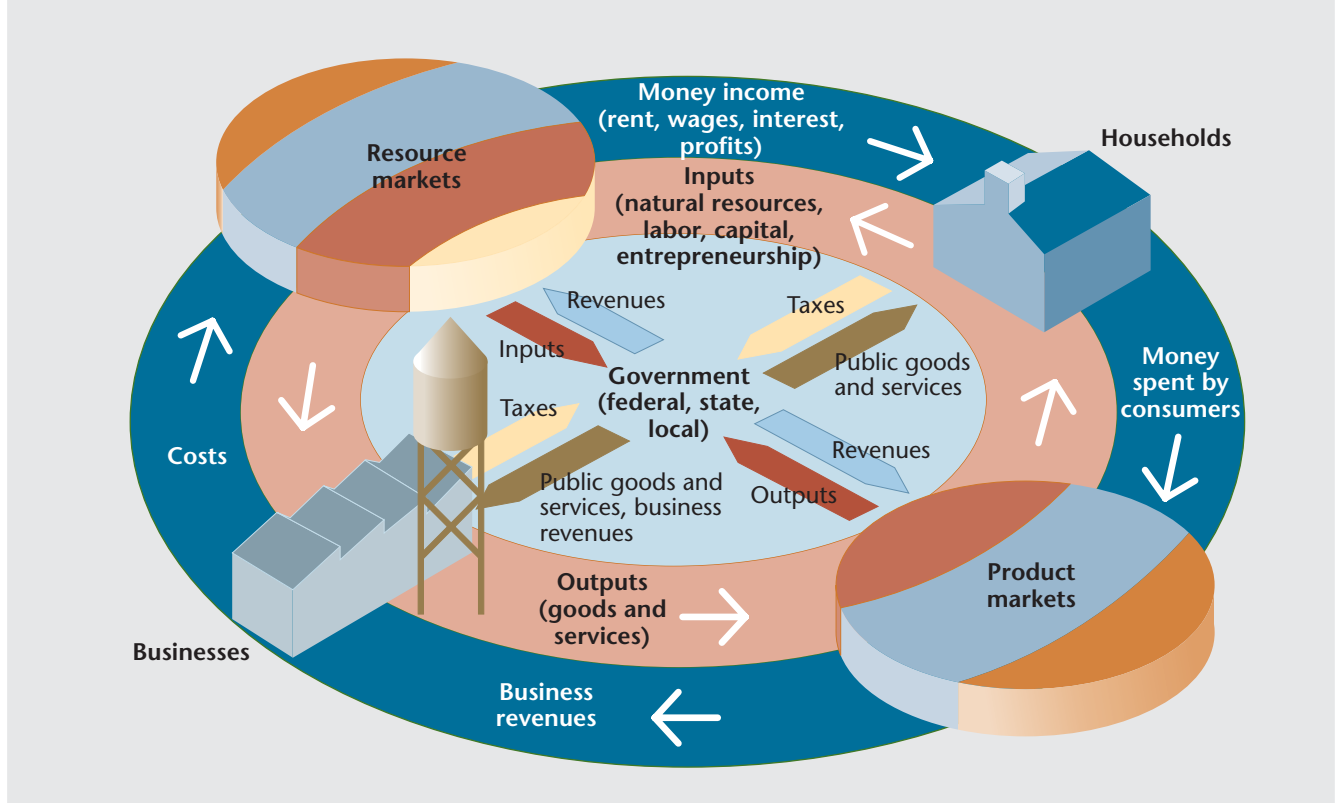 Money income
(rent, wages, interest,
profits)
Households
Resource
markets
Inputs
(natural resources,
labor, capital,
entrepreneurship)
Revenues
Inputs
Taxes
Public goods
and services
Government
(federal, state,
local)
Money
spent by
consumers
Costs
Taxes
Public goods and
services, business
revenues
Revenues
Outputs
Product
markets
Outputs
(goods and
services)
Businesses
Business
revenues